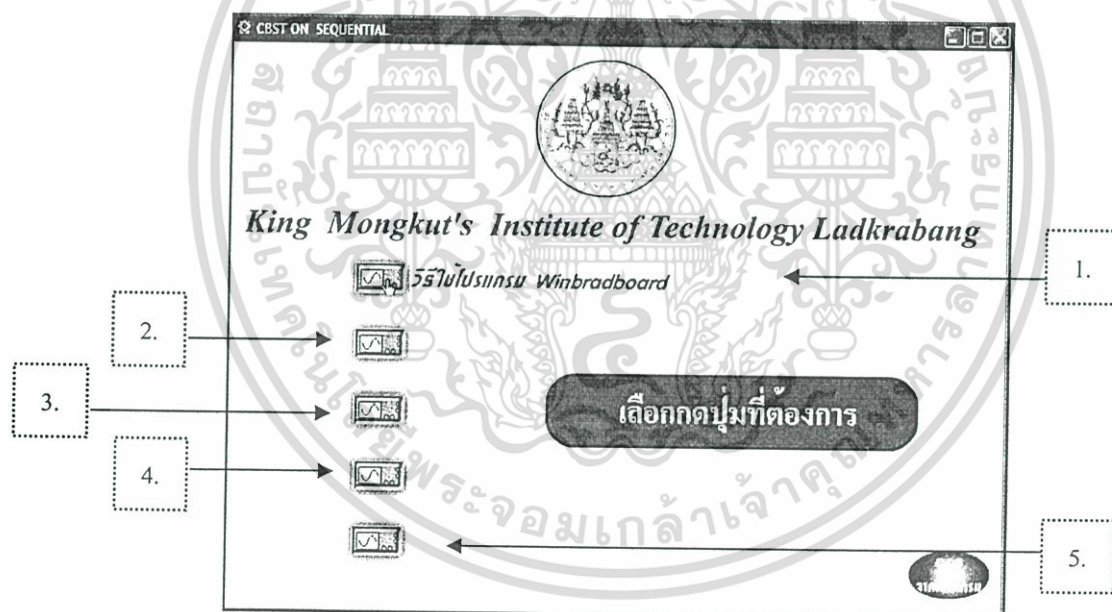 CBST ON SEQUENTIAL
King Mongkut's Institute of Technology Ladkrabang
1.
วิธีใช้โปรแกรม Winbradboard
2.
3.
เลือกกดปุ่มที่ต้องการ
4.
5.